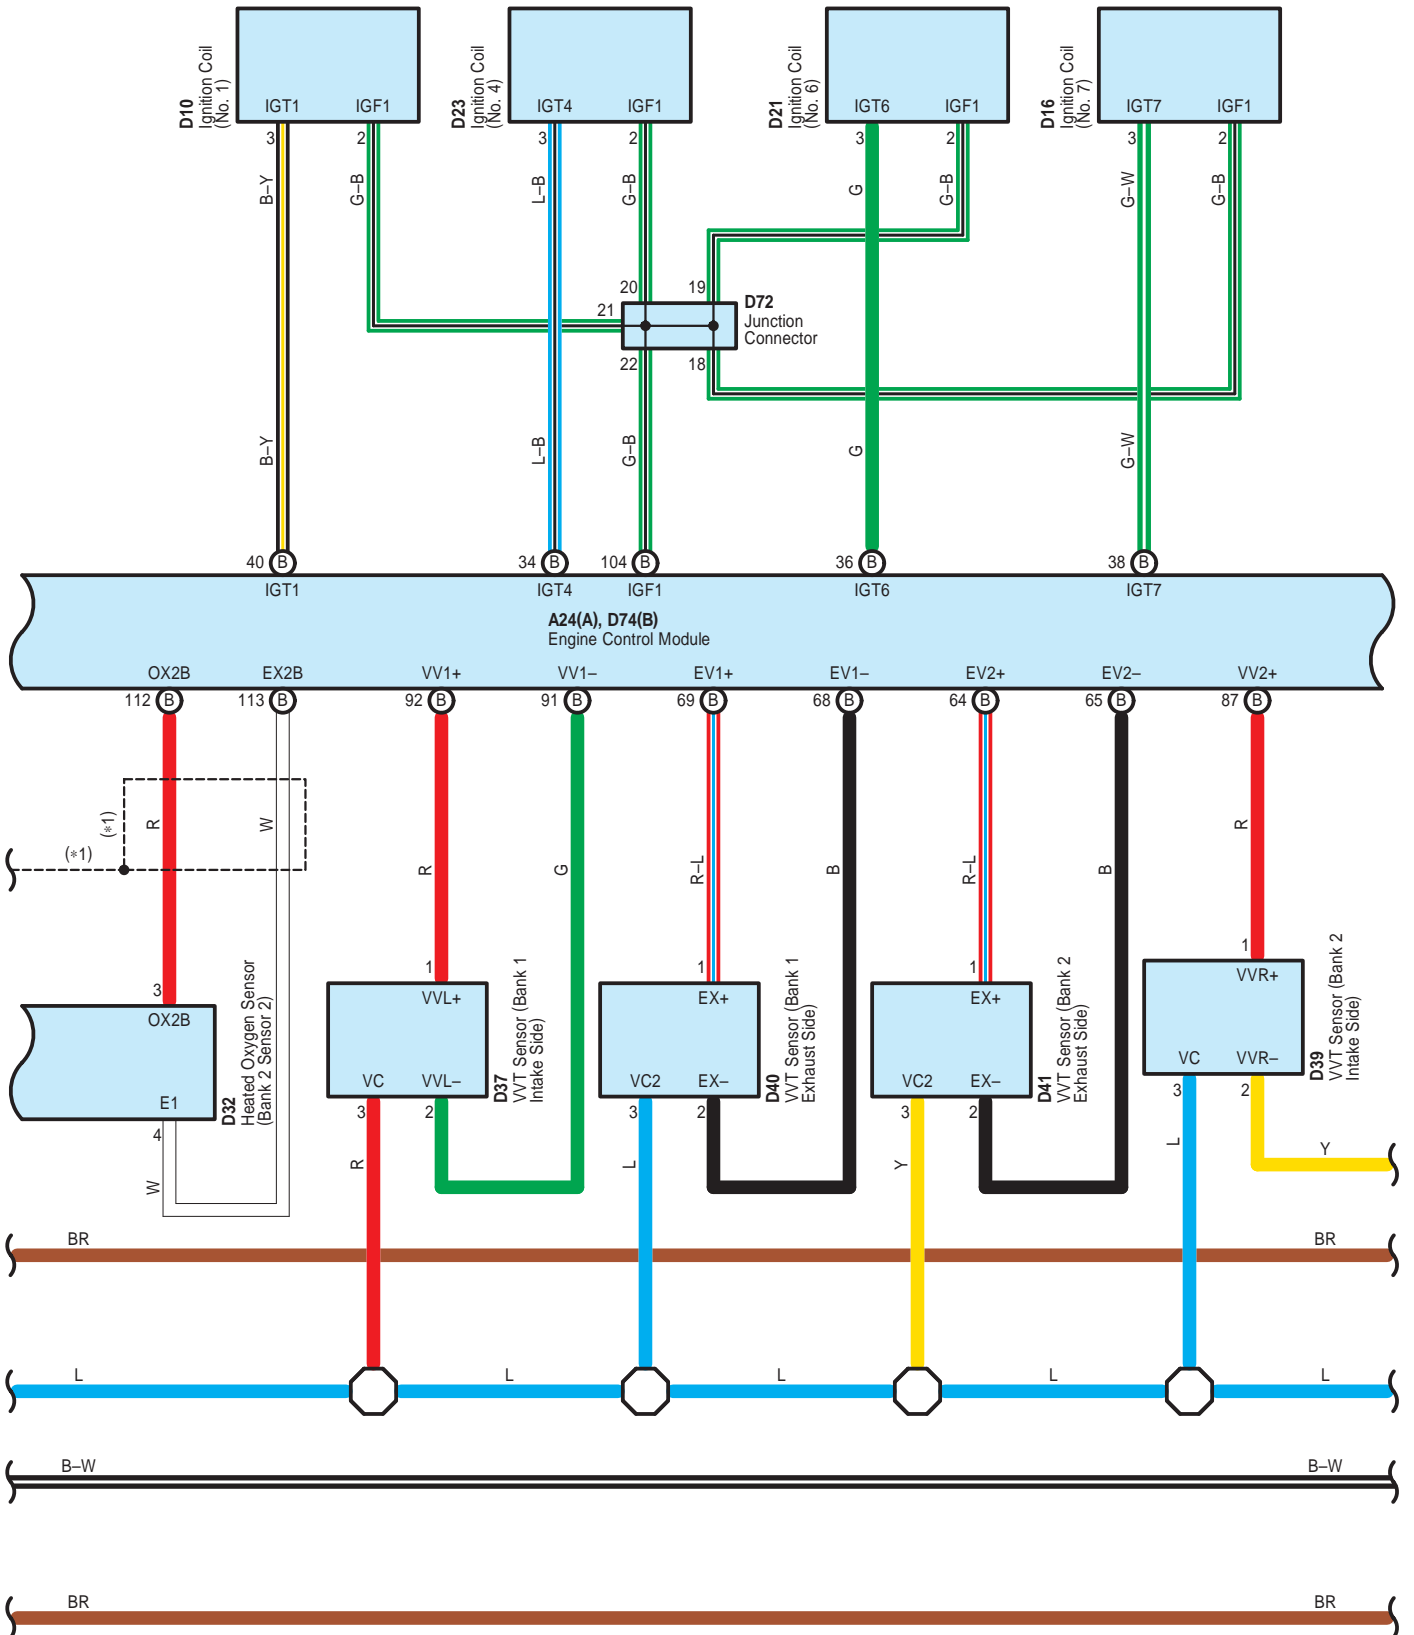 D10
Ignition Coil
(No. 1)
IGT1
IGF1
D23
Ignition Coil
(No. 4)
IGT4
IGF1
D21
Ignition Coil
(No. 6)
IGT6
IGF1
D16
Ignition Coil
(No. 7)
IGT7
IGF1
3
2
3
2
3
2
3
2
B–Y
G–B
L–B
G–B
G
G–B
G–W
G–B
20
19
21
D72
Junction
Connector
22
18
B–Y
L–B
G–B
G
G–W
40 B
34 B
104 B
36 B
38 B
IGT1
IGT4
IGF1
IGT6
IGT7
A24(A), D74(B)
Engine Control Module
OX2B
EX2B
VV1+
VV1–
EV1+
EV1–
EV2+
EV2–
VV2+
112 B
113 B
92 B
91 B
69 B
68 B
64 B
65 B
87 B
(*1)
(*1)
R
W
R
G
R–L
B
R–L
B
R
3
1
1
1
1
OX2B
E1
D32
Heated Oxygen Sensor
(Bank 2 Sensor 2)
VVL+
VC
VVL–
D37
VVT Sensor (Bank 1
Intake Side)
EX+
VC2
EX–
D40
VVT Sensor (Bank 1
Exhaust Side)
EX+
VC2
EX–
D41
VVT Sensor (Bank 2
Exhaust Side)
VVR+
VC
VVR–
D39
VVT Sensor (Bank 2
Intake Side)
4
3
2
3
2
3
2
3
2
W
R
L
Y
L
Y
BR
BR
L
L
L
L
L
B–W
B–W
BR
BR